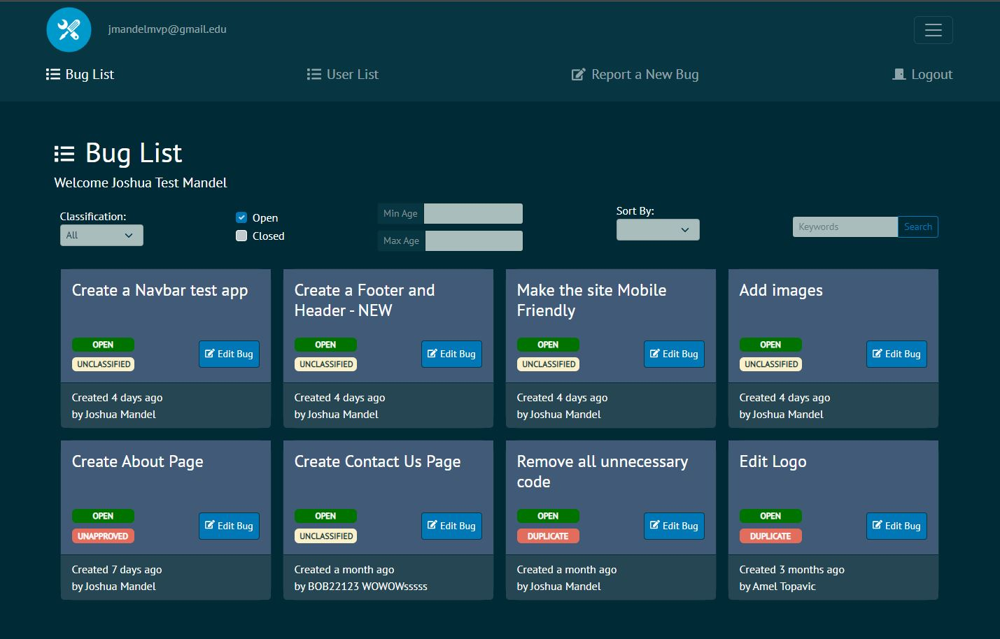 jmandelmvp@gmail.edu
Bug List
User List
Report a New Bug
Logout
Bug List
Welcome Joshua Test Mandel
Classification:
All
Open
Closed
Min Age
Max Age
Sort By:
Keywords
Search
Create a Navbar test app
OPEN
UNCLASSIFIED
Edit Bug
Created 4 days ago
by Joshua Mandel
Create a Footer and
Header - NEW
OPEN
UNCLASSIFIED
Edit Bug
Created 4 days ago
by Joshua Mandel
Make the site Mobile
Friendly
OPEN
UNCLASSIFIED
Edit Bug
Created 4 days ago
by Joshua Mandel
Add images
OPEN
UNCLASSIFIED
Edit Bug
Created 4 days ago
by Joshua Mandel
Create About Page
OPEN
UNAPPROVED
Edit Bug
Created 7 days ago
by Joshua Mandel
Create Contact Us Page
OPEN
UNCLASSIFIED
Edit Bug
Created a month ago
by BOB22123 WOWOWsssss
Remove all unnecessary
code
OPEN
DUPLICATE
Edit Bug
Created a month ago
by Joshua Mandel
Edit Logo
OPEN
DUPLICATE
Edit Bug
Created 3 months ago
by Amel Topavic